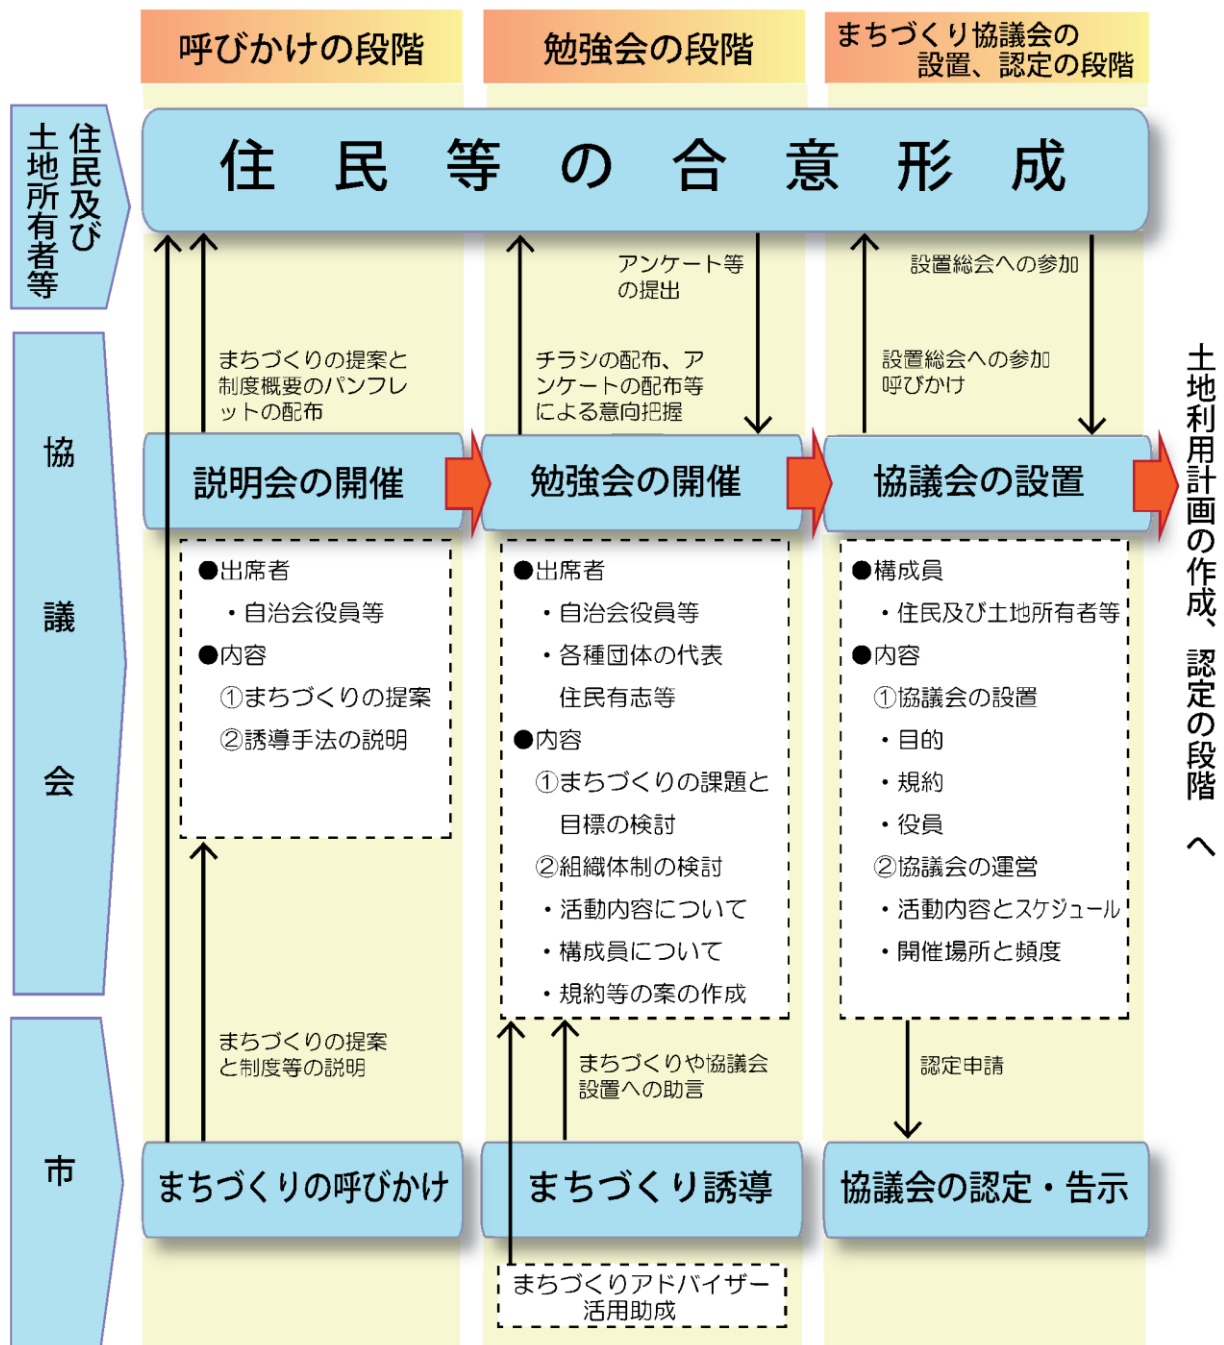 呼びかけの段階
勉強会の段階
まちづくり協議会の
設置、認定の段階
住民及び
土地所有者等
住民等の合意形成
アンケート等
の提出
設置総会への参加
まちづくりの提案と
制度概要のパンフレ
ットの配布
チラシの配布、ア
ンケートの配布等
による意向把握
設置総会への参加
呼びかけ
協議会
説明会の開催
勉強会の開催
協議会の設置
土地利用計画の作成、認定の段階 へ
●出席者
・自治会役員等
●内容
①まちづくりの提案
②誘導手法の説明
●出席者
・自治会役員等
・各種団体の代表
住民有志等
●内容
①まちづくりの課題と
目標の検討
②組織体制の検討
・活動内容について
・構成員について
・規約等の案の作成
●構成員
・住民及び土地所有者等
●内容
①協議会の設置
・目的
・規約
・役員
②協議会の運営
・活動内容とスケジュール
・開催場所と頻度
まちづくりの提案
と制度等の説明
まちづくりや協議会
設置への助言
認定申請
市
まちづくりの呼びかけ
まちづくり誘導
協議会の認定・告示
まちづくりアドバイザー
活用助成